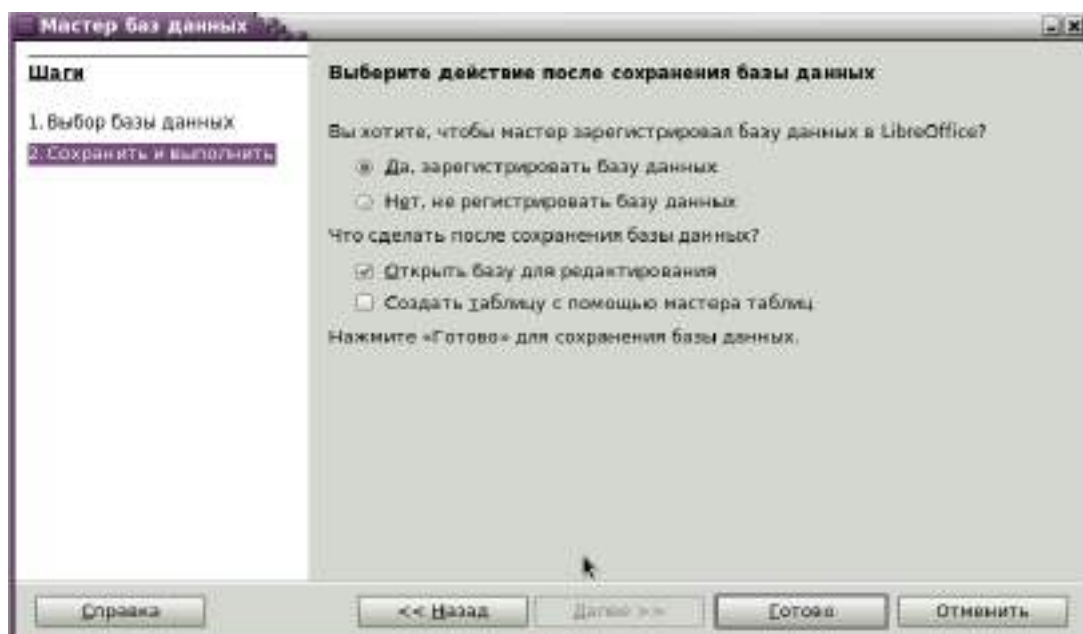 Мастер баз данных
Шаги
1. Выбор базы данных
2. Сохранить и выполнить
Выберите действие после сохранения базы данных
Вы хотите, чтобы мастер зарегистрировал базу данных в LibreOffice?
Да, зарегистрировать базу данных
Нет, не регистрировать базу данных
Что сделать после сохранения базы данных?
Открыть базу для редактирования
Создать таблицу с помощью мастера таблиц
Нажмите «Готово» для сохранения базы данных.
Справка
<< Назад
Далее >>
Готово
Отменить